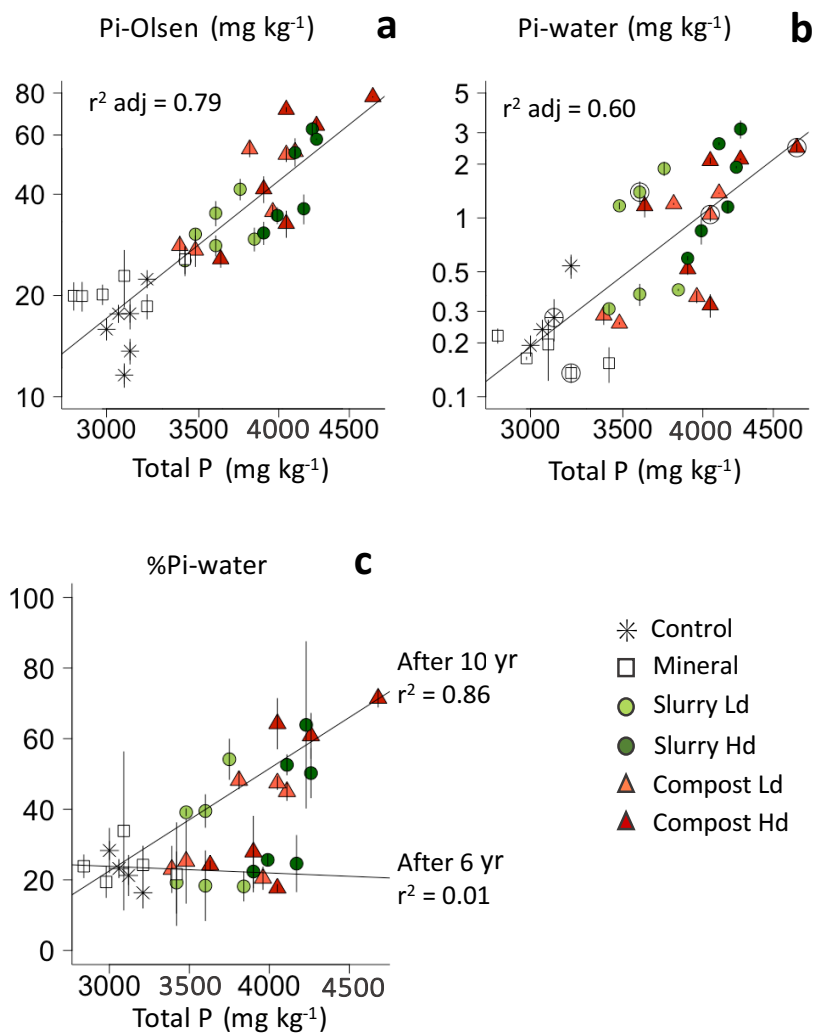 Pi-Olsen (mg kg-1)
a
r2 adj = 0.79
80
60
40
20
10
3000 3500 4000 4500
Total P (mg kg-1)
Pi-water (mg kg-1)
b
r2 adj = 0.60
5
3
2
1
0.5
0.3
0.2
0.1
3000 3500 4000 4500
Total P (mg kg-1)
%Pi-water
c
100
80
60
40
20
0
3000 3500 4000 4500
Total P (mg kg-1)
After 10 yr
r2 = 0.86
After 6 yr
r2 = 0.01
Control
Mineral
Slurry Ld
Slurry Hd
Compost Ld
Compost Hd